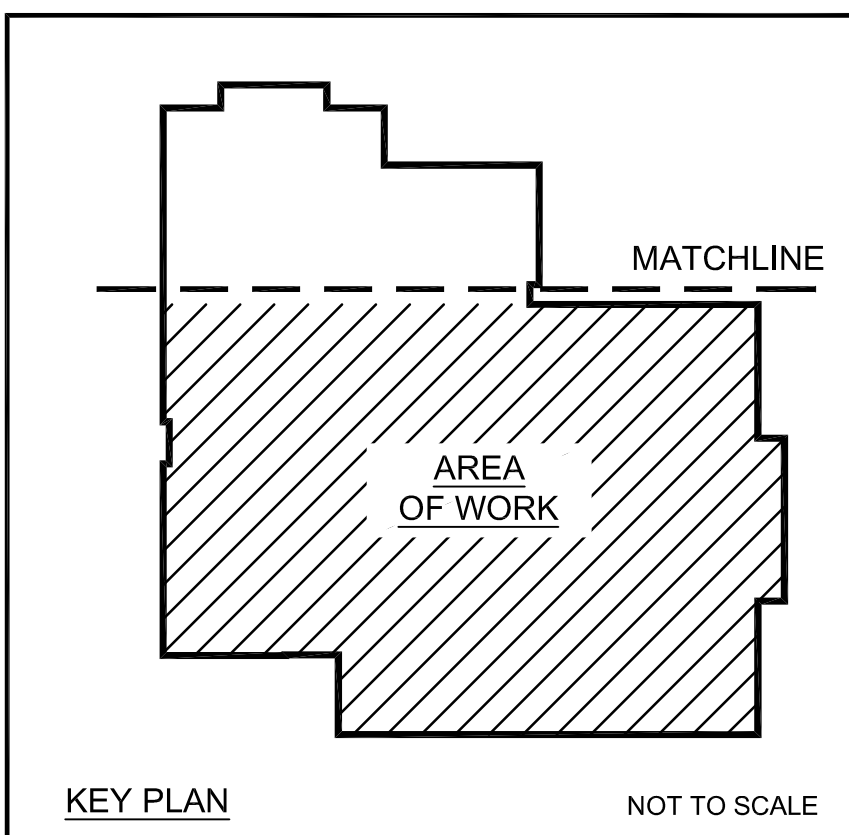 MATCHLINE
AREA
OF WORK
KEY PLAN
NOT TO SCALE